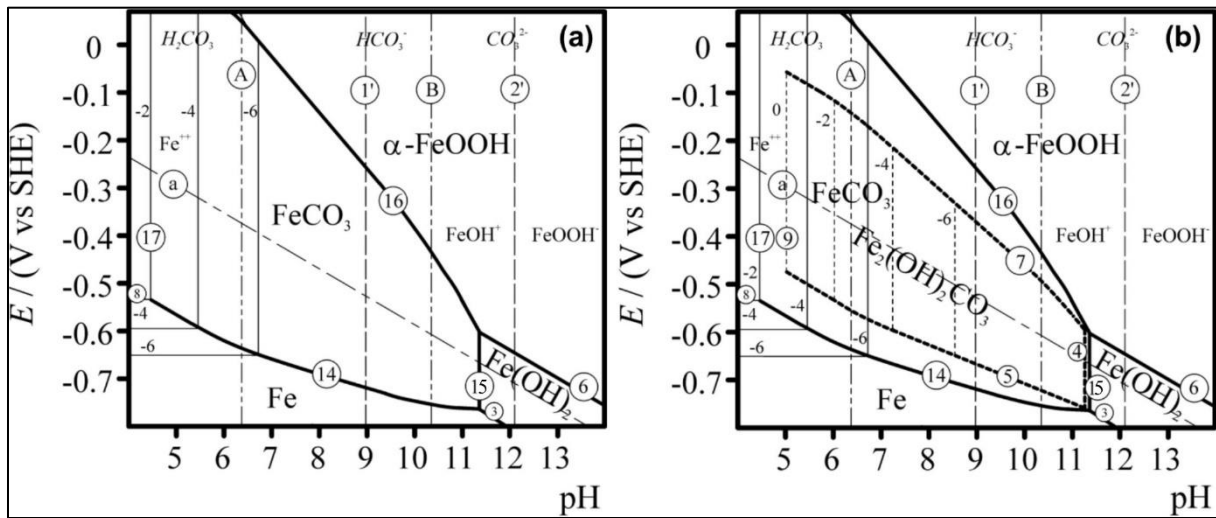 H₂CO₃ HCO₃⁻ CO₃²⁻ (a)
0
A
-0.1 -2 -4 -6 1' B 2'
Fe⁺⁺ α-FeOOH
-0.2
a
-0.3 16
FeCO₃
-0.4 17 FeOH⁺ FeOOH⁻
-0.5 8
-4
-0.6
-6
Fe(OH)₂
-0.7 14 15 6
Fe 3
E / (V vs SHE)
5 6 7 8 9 10 11 12 13
pH
H₂CO₃ HCO₃⁻ CO₃²⁻ (b)
0
A
-0.1 0 -2 1' B 2'
Fe⁺⁺ α-FeOOH
-0.2 -4
a
-0.3 FeCO₃ -6 16
-0.4 17 9 Fe₂(OH)₂CO₃ 7 FeOH⁺ FeOOH⁻
-2
-0.5 8
-4 -4
-0.6
-6 -6 4
Fe(OH)₂
-0.7 14 5 15 6
Fe 3
E / (V vs SHE)
5 6 7 8 9 10 11 12 13
pH